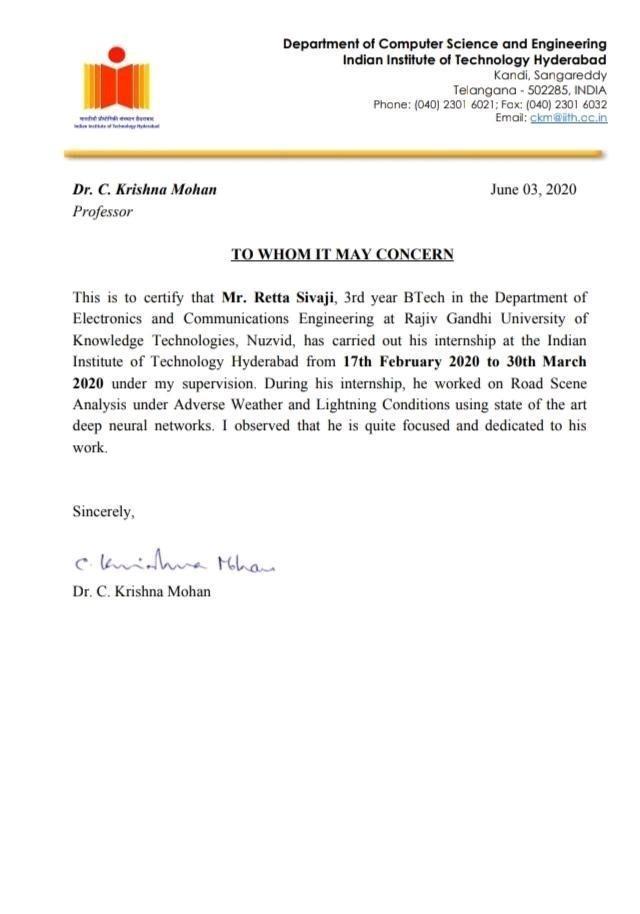 Department of Computer Science and Engineering
Indian Institute of Technology Hyderabad
Kandi, Sangareddy
Telangana - 502285, INDIA
Phone: (040) 2301 6021; Fax: (040) 2301 6032
Email: ckm@iith.ac.in
भारतीय प्रौद्योगिकी संस्थान हैदराबाद
Indian Institute of Technology Hyderabad
Dr. C. Krishna Mohan June 03, 2020
Professor
TO WHOM IT MAY CONCERN
This is to certify that Mr. Retta Sivaji, 3rd year BTech in the Department of
Electronics and Communications Engineering at Rajiv Gandhi University of
Knowledge Technologies, Nuzvid, has carried out his internship at the Indian
Institute of Technology Hyderabad from 17th February 2020 to 30th March
2020 under my supervision. During his internship, he worked on Road Scene
Analysis under Adverse Weather and Lightning Conditions using state of the art
deep neural networks. I observed that he is quite focused and dedicated to his
work.
Sincerely,
C. Krishna Mohan
Dr. C. Krishna Mohan